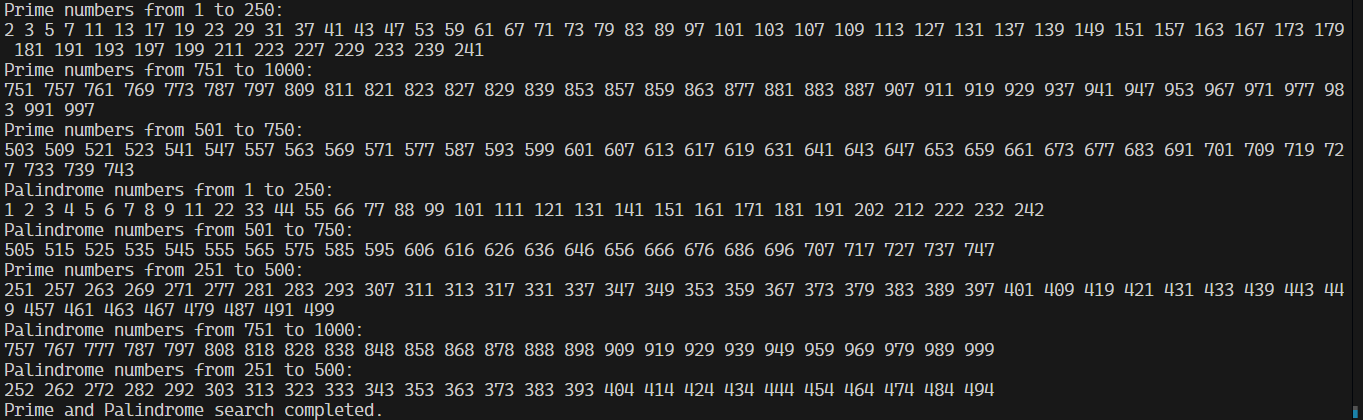 Prime numbers from 1 to 250:
2 3 5 7 11 13 17 19 23 29 31 37 41 43 47 53 59 61 67 71 73 79 83 89 97 101 103 107 109 113 127 131 137 139 149 151 157 163 167 173 179
181 191 193 197 199 211 223 227 229 233 239 241
Prime numbers from 751 to 1000:
751 757 761 769 773 787 797 809 811 821 823 827 829 839 853 857 859 863 877 881 883 887 907 911 919 929 937 941 947 953 967 971 977 98
3 991 997
Prime numbers from 501 to 750:
503 509 521 523 541 547 557 563 569 571 577 587 593 599 601 607 613 617 619 631 641 643 647 653 659 661 673 677 683 691 701 709 719 72
7 733 739 743
Palindrome numbers from 1 to 250:
1 2 3 4 5 6 7 8 9 11 22 33 44 55 66 77 88 99 101 111 121 131 141 151 161 171 181 191 202 212 222 232 242
Palindrome numbers from 501 to 750:
505 515 525 535 545 555 565 575 585 595 606 616 626 636 646 656 666 676 686 696 707 717 727 737 747
Prime numbers from 251 to 500:
251 257 263 269 271 277 281 283 293 307 311 313 317 331 337 347 349 353 359 367 373 379 383 389 397 401 409 419 421 431 433 439 443 44
9 457 461 463 467 479 487 491 499
Palindrome numbers from 751 to 1000:
757 767 777 787 797 808 818 828 838 848 858 868 878 888 898 909 919 929 939 949 959 969 979 989 999
Palindrome numbers from 251 to 500:
252 262 272 282 292 303 313 323 333 343 353 363 373 383 393 404 414 424 434 444 454 464 474 484 494
Prime and Palindrome search completed.